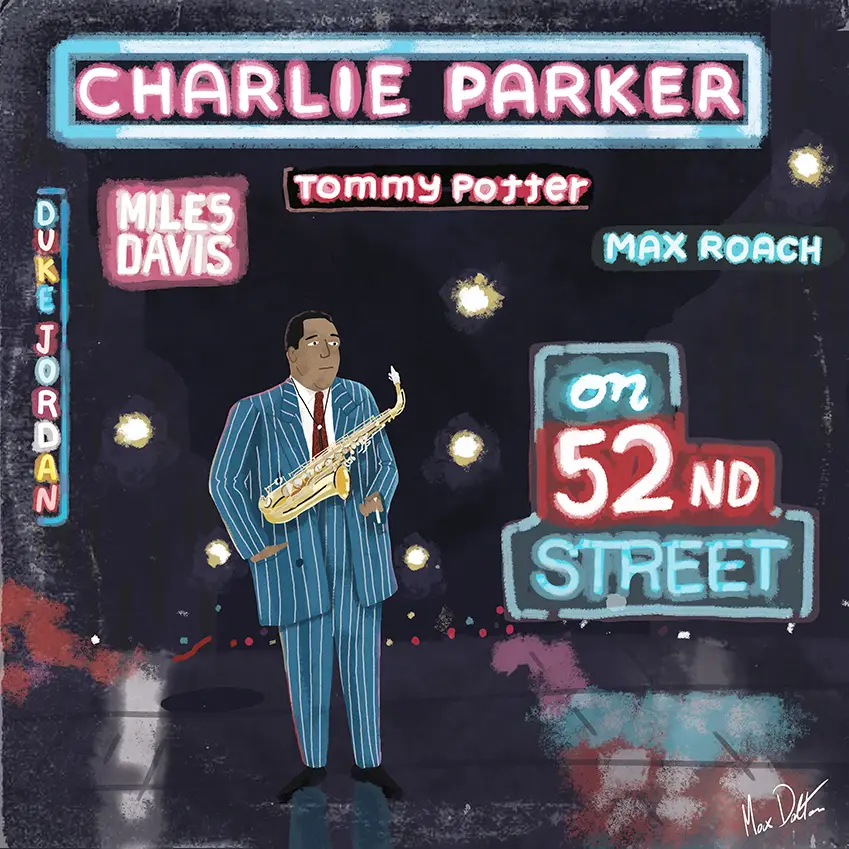 CHARLIE PARKER
TOMMY POTTER
MILES
DAVIS
DUKE JORDAN
MAX ROACH
on
52ND
STREET
Max Dalton